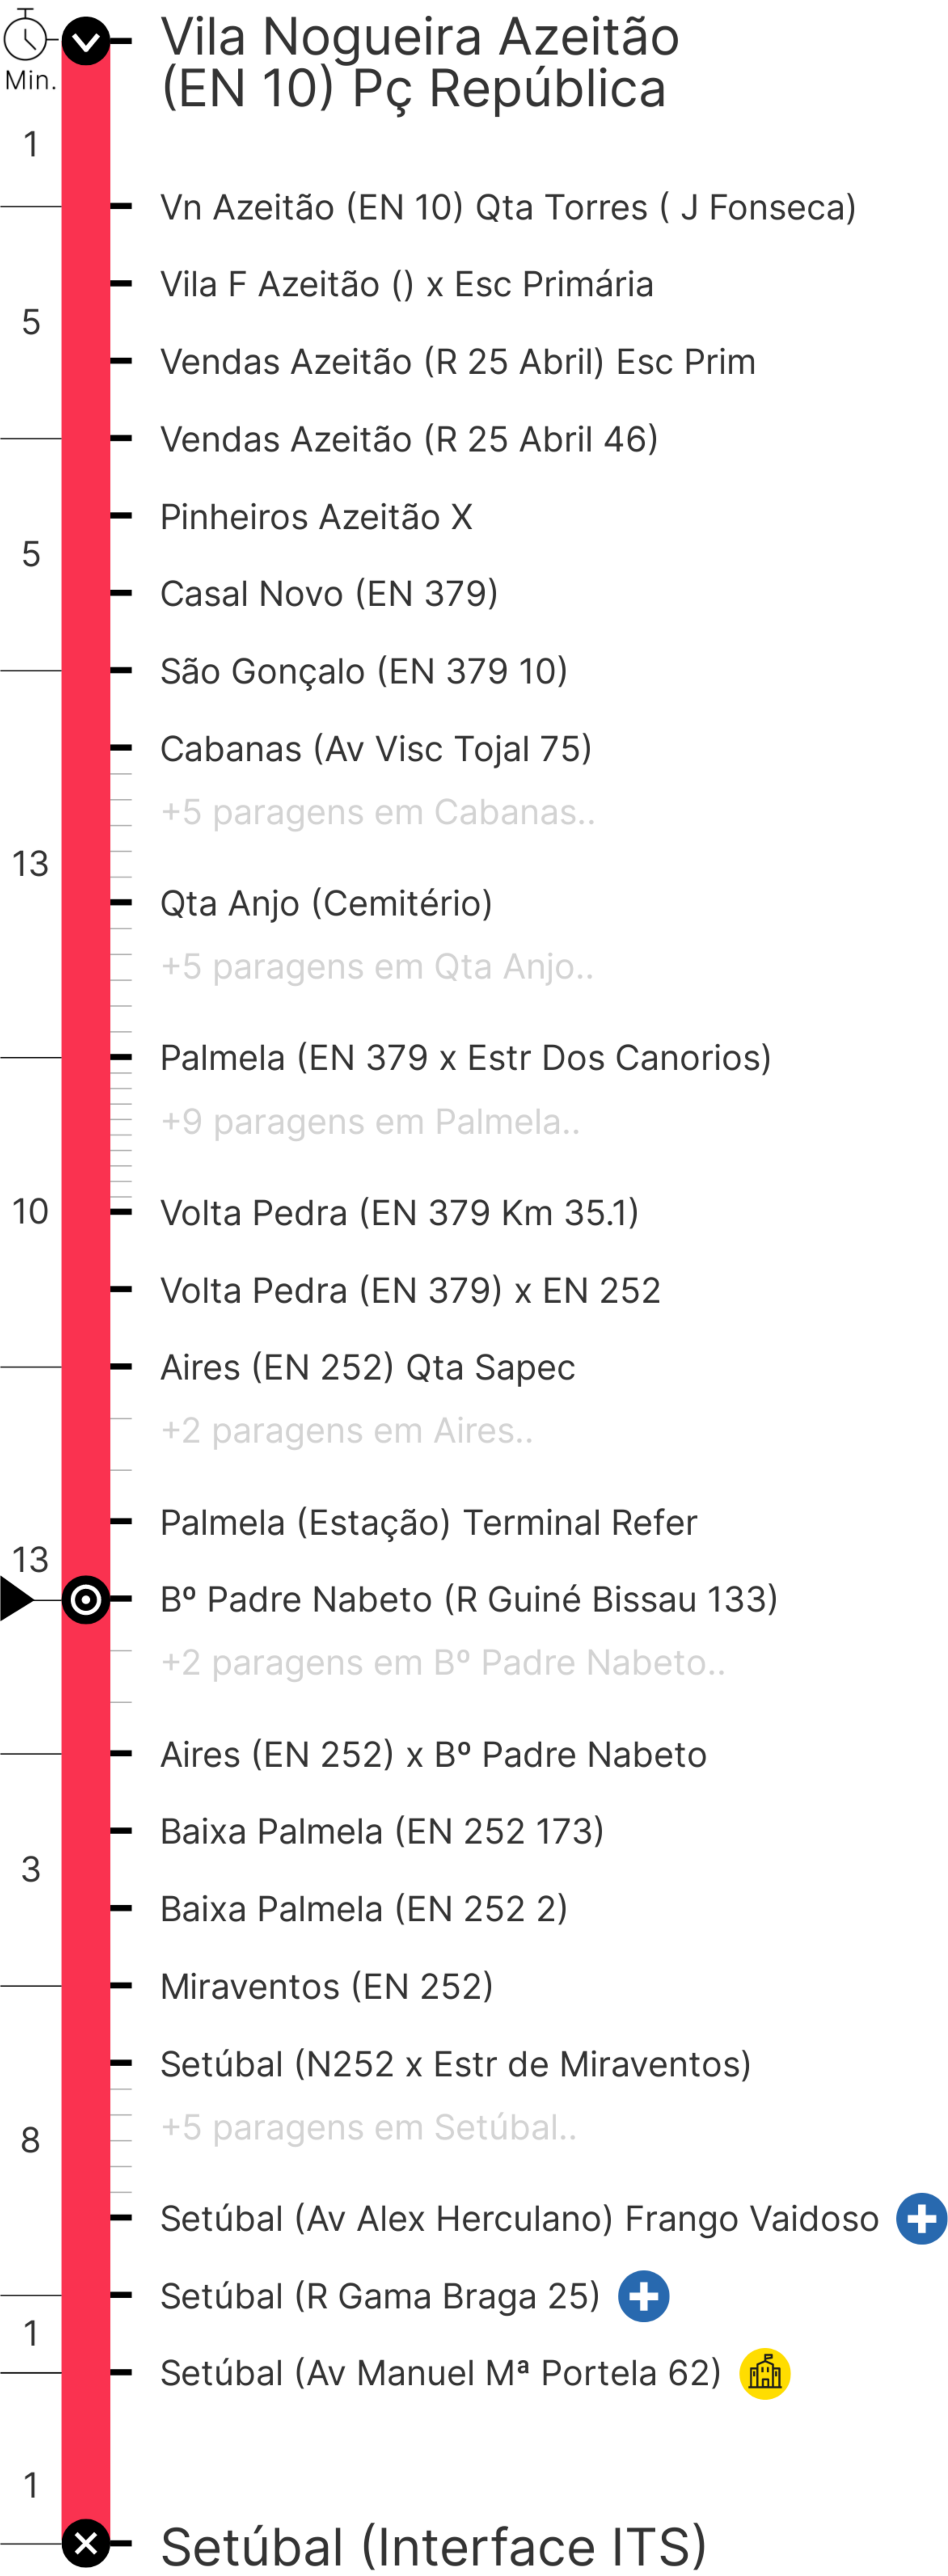 Vila Nogueira Azeitão
(EN 10) Pç República
Min.
1
Vn Azeitão (EN 10) Qta Torres ( J Fonseca)
Vila F Azeitão () x Esc Primária
5
Vendas Azeitão (R 25 Abril) Esc Prim
Vendas Azeitão (R 25 Abril 46)
Pinheiros Azeitão X
5
Casal Novo (EN 379)
São Gonçalo (EN 379 10)
Cabanas (Av Visc Tojal 75)
+5 paragens em Cabanas..
13
Qta Anjo (Cemitério)
+5 paragens em Qta Anjo..
Palmela (EN 379 x Estr Dos Canorios)
+9 paragens em Palmela..
10
Volta Pedra (EN 379 Km 35.1)
Volta Pedra (EN 379) x EN 252
Aires (EN 252) Qta Sapec
+2 paragens em Aires..
Palmela (Estação) Terminal Refer
13
Bº Padre Nabeto (R Guiné Bissau 133)
+2 paragens em Bº Padre Nabeto..
Aires (EN 252) x Bº Padre Nabeto
Baixa Palmela (EN 252 173)
3
Baixa Palmela (EN 252 2)
Miraventos (EN 252)
Setúbal (N252 x Estr de Miraventos)
+5 paragens em Setúbal..
8
Setúbal (Av Alex Herculano) Frango Vaidoso
Setúbal (R Gama Braga 25)
1
Setúbal (Av Manuel Mª Portela 62)
1
Setúbal (Interface ITS)